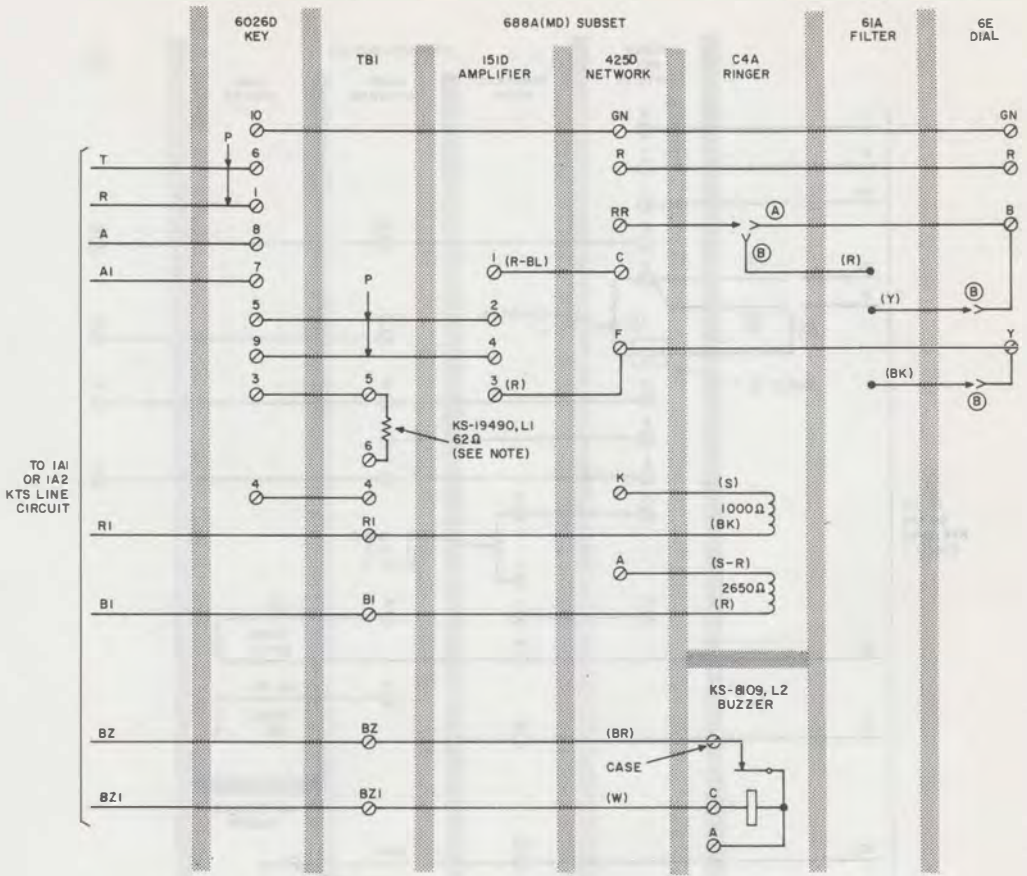 6026D
KEY
688A(MD) SUBSET
61A
FILTER
6E
DIAL
TB1
151D
AMPLIFIER
425D
NETWORK
C4A
RINGER
10
GN
GN
P
T
6
R
R
R
1
RR
A
B
A
8
B
A1
7
1
(R-BL)
C
(R)
P
5
2
(Y)
B
9
4
F
Y
3
5
3
(R)
(BK)
B
KS-19490, L1
62Ω
(SEE NOTE)
6
TO 1A1
OR 1A2
KTS LINE
CIRCUIT
4
4
K
(S)
1000Ω
(BK)
R1
R1
A
(S-R)
2650Ω
(R)
B1
B1
KS-8109, L2
BUZZER
BZ
BZ
(BR)
CASE
BZ1
BZ1
(W)
C
A